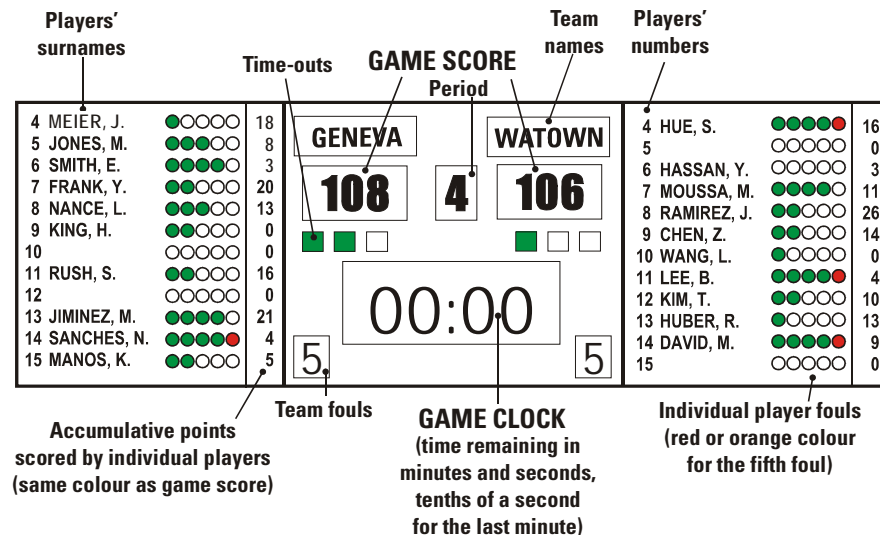 Players'
surnames
Time-outs
GAME SCORE
Period
Team
names
Players'
numbers
4 MEIER, J. 18
5 JONES, M. 8
6 SMITH, E. 3
7 FRANK, Y. 20
8 NANCE, L. 13
9 KING, H. 0
10 0
11 RUSH, S. 16
12 0
13 JIMINEZ, M. 21
14 SANCHES, N. 4
15 MANOS, K. 5
GENEVA WATOWN
108 4 106
00:00
5 5
4 HUE, S. 16
5 0
6 HASSAN, Y. 3
7 MOUSSA, M. 11
8 RAMIREZ, J. 26
9 CHEN, Z. 14
10 WANG, L. 0
11 LEE, B. 4
12 KIM, T. 10
13 HUBER, R. 13
14 DAVID, M. 9
15 0
Accumulative points
scored by individual players
(same colour as game score)
Team fouls
GAME CLOCK
(time remaining in
minutes and seconds,
tenths of a second
for the last minute)
Individual player fouls
(red or orange colour
for the fifth foul)